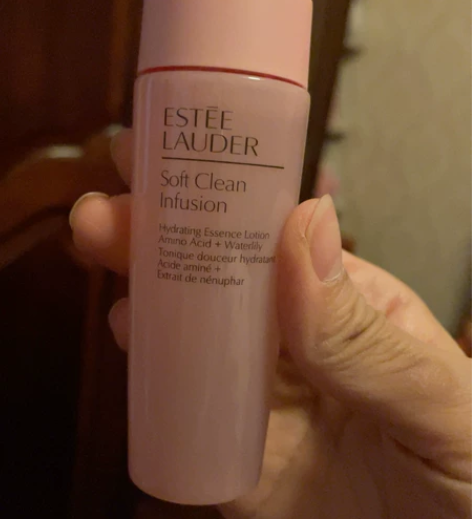 ESTĒE
LAUDER
Soft Clean
Infusion
Hydrating Essence Lotion
Amino Acid + Waterlily
Tonique douceur hydratant
Acide aminé +
Extrait de nénuphar